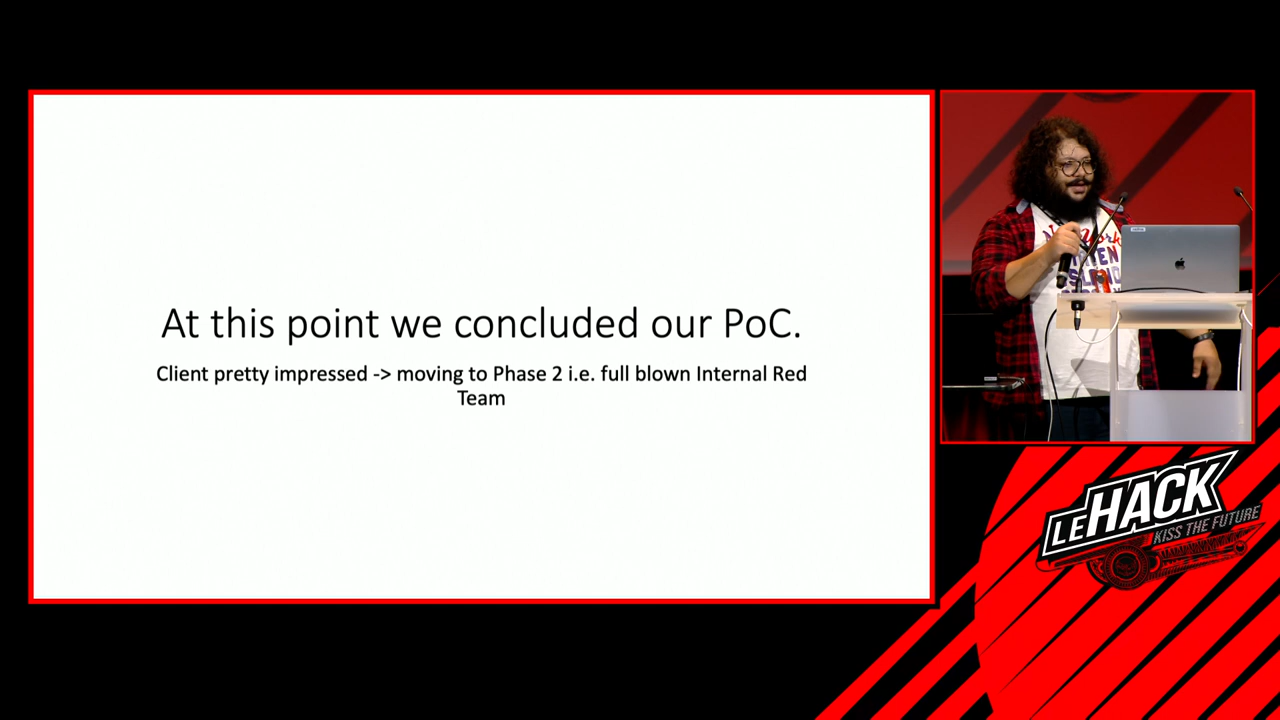 At this point we concluded our PoC.
Client pretty impressed -> moving to Phase 2 i.e. full blown Internal Red
Team
LEHACK
KISS THE FUTURE